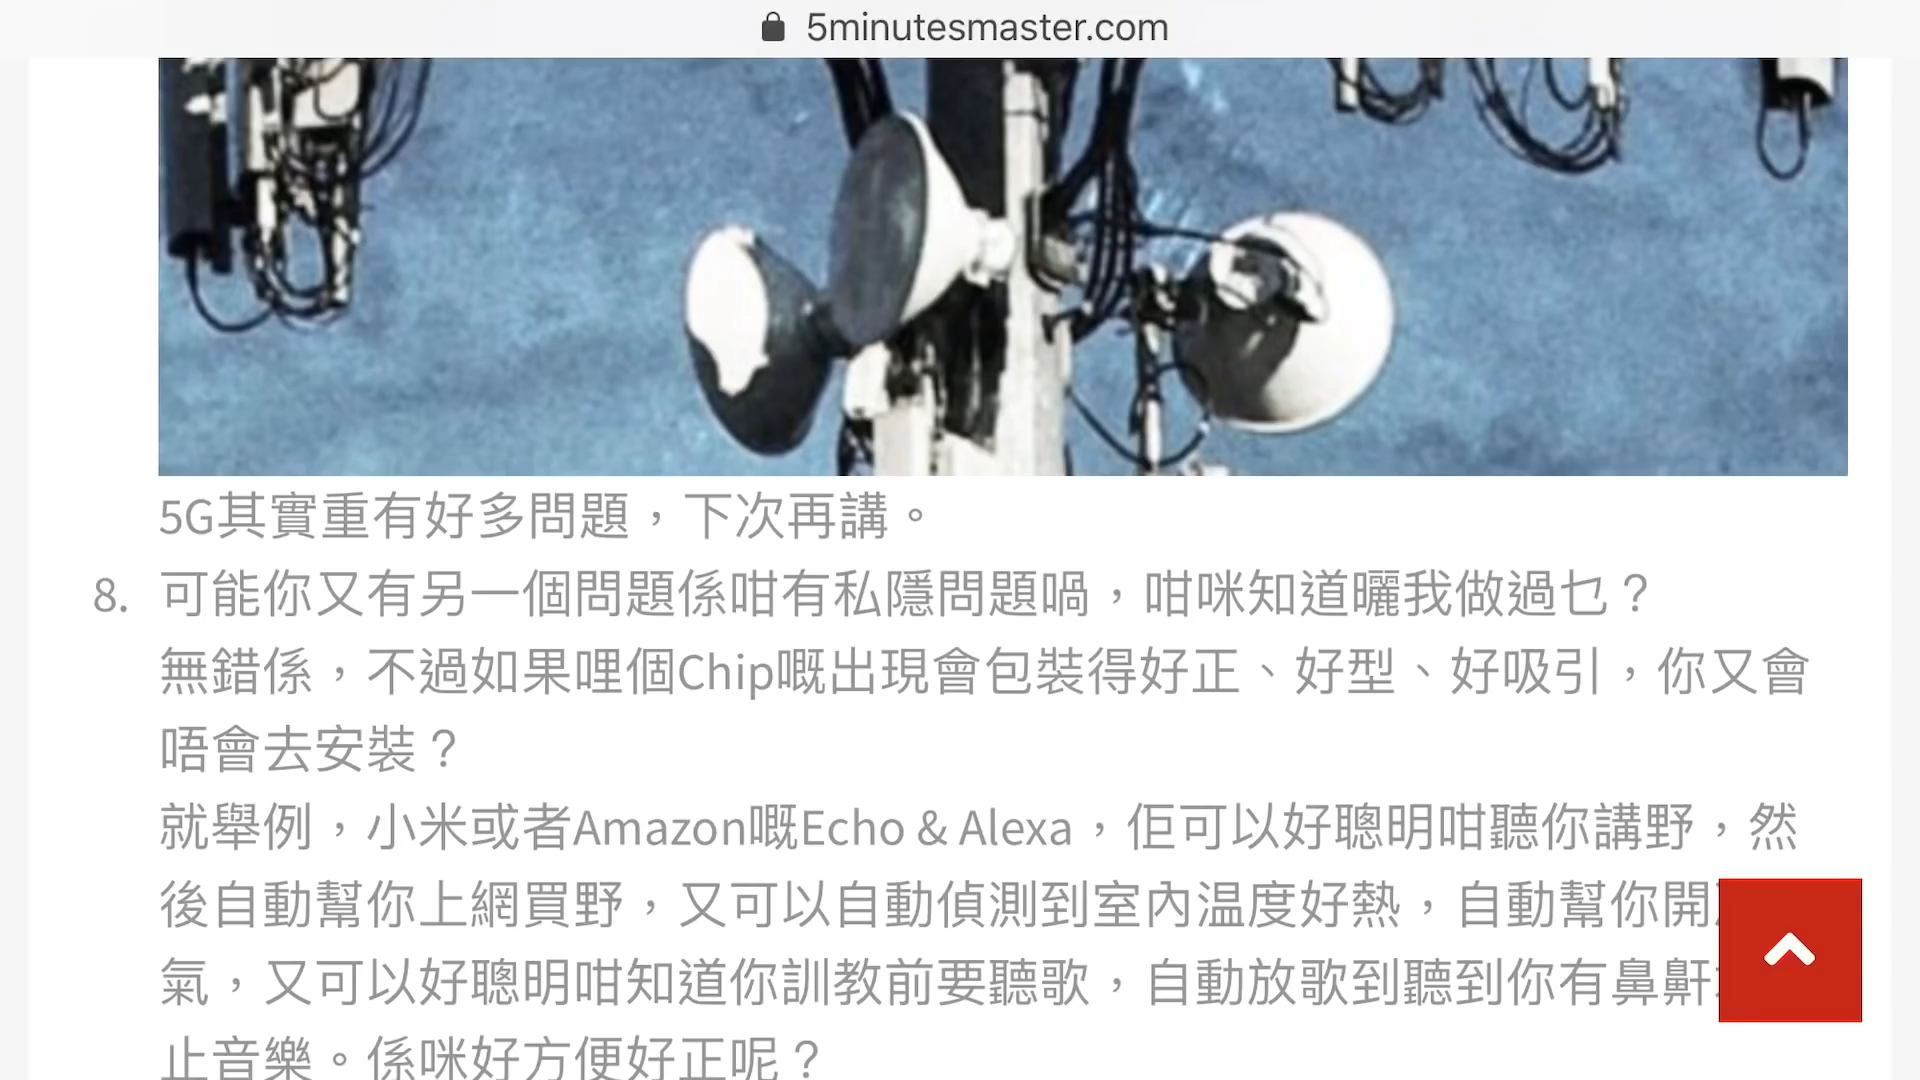 5minutesmaster.com
5G其實重有好多問題，下次再講。
8. 可能你又有另一個問題係咁有私隱問題喎，咁咪知道曬我做過乜？
無錯係，不過如果哩個Chip嘅出現會包裝得好正、好型、好吸引，你又會
唔會去安裝？
就舉例，小米或者Amazon嘅Echo & Alexa，佢可以好聰明咁聽你講野，然
後自動幫你上網買野，又可以自動偵測到室內温度好熱，自動幫你開
氣，又可以好聰明咁知道你訓教前要聽歌，自動放歌到聽到你有鼻鼾
止音樂。係咪好方便好正呢？